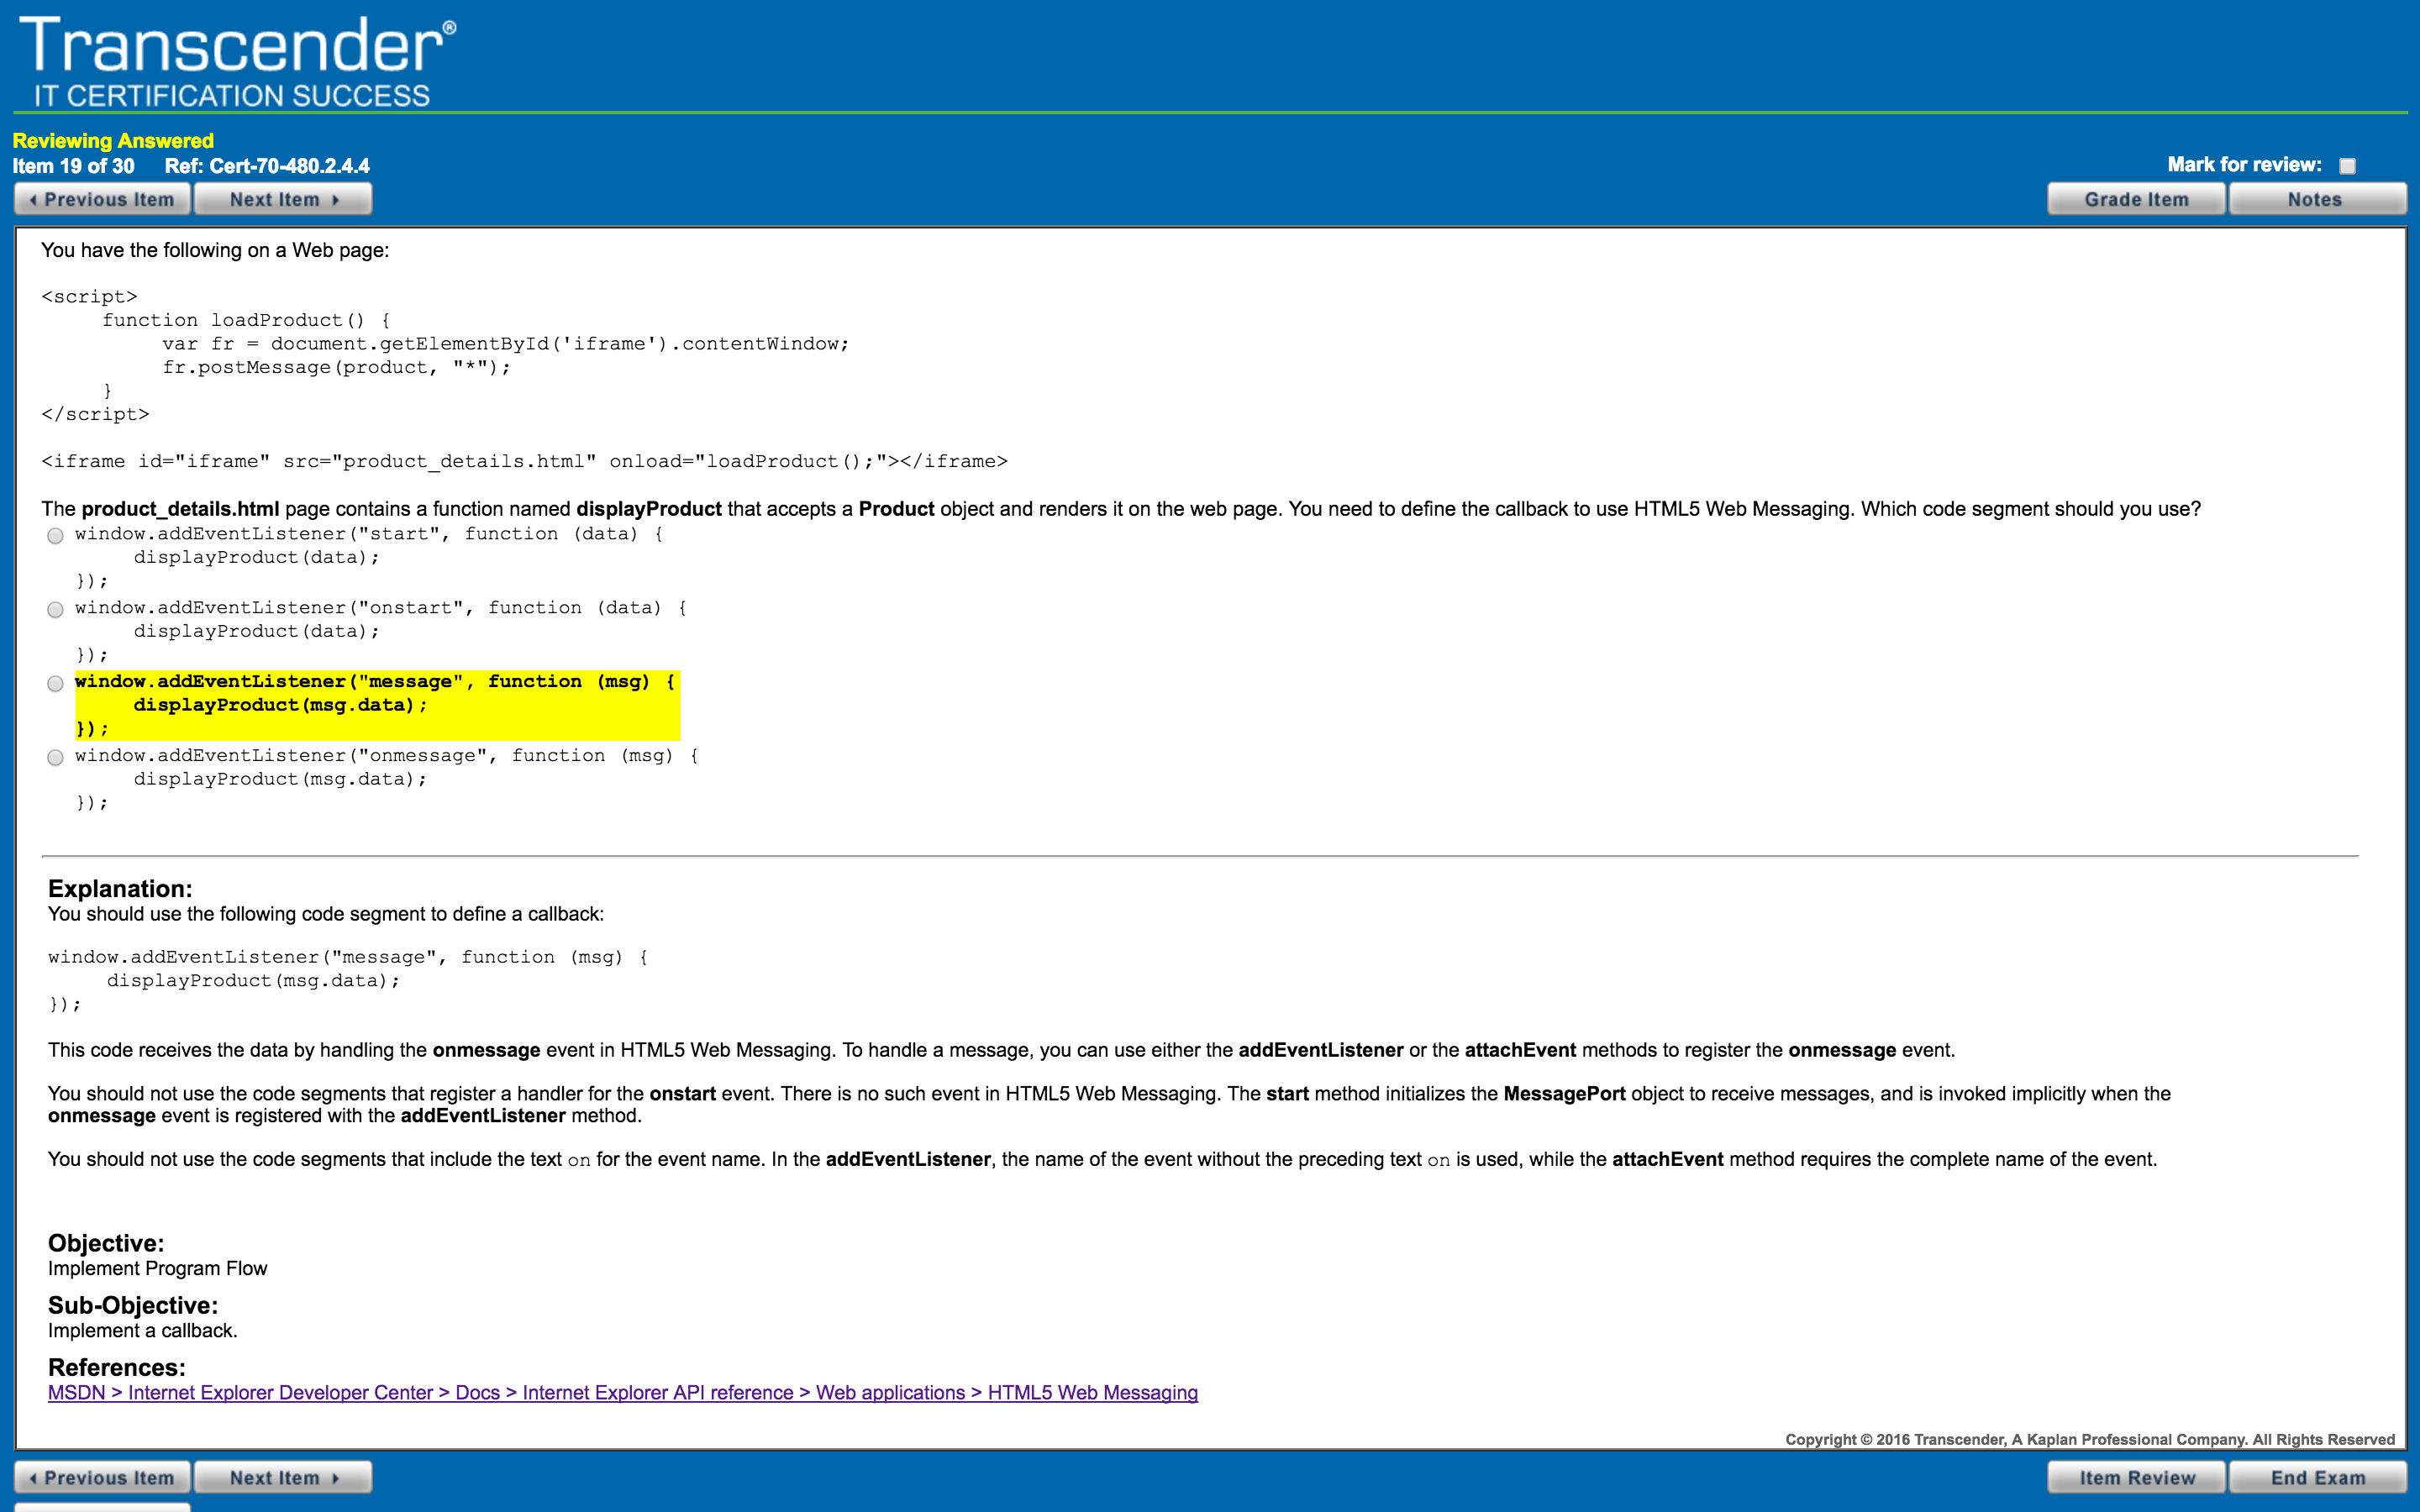 Transcender®
IT CERTIFICATION SUCCESS
Reviewing Answered
Item 19 of 30 Ref: Cert-70-480.2.4.4
Mark for review:
Previous Item Next Item
Grade Item Notes
You have the following on a Web page:
<script>
function loadProduct() {
var fr = document.getElementById('iframe').contentWindow;
fr.postMessage(product, "*");
}
</script>
<iframe id="iframe" src="product_details.html" onload="loadProduct();"></iframe>
The product_details.html page contains a function named displayProduct that accepts a Product object and renders it on the web page. You need to define the callback to use HTML5 Web Messaging. Which code segment should you use?
window.addEventListener("start", function (data) {
displayProduct(data);
});
window.addEventListener("onstart", function (data) {
displayProduct(data);
});
window.addEventListener("message", function (msg) {
displayProduct(msg.data);
});
window.addEventListener("onmessage", function (msg) {
displayProduct(msg.data);
});
Explanation:
You should use the following code segment to define a callback:
window.addEventListener("message", function (msg) {
displayProduct(msg.data);
});
This code receives the data by handling the onmessage event in HTML5 Web Messaging. To handle a message, you can use either the addEventListener or the attachEvent methods to register the onmessage event.
You should not use the code segments that register a handler for the onstart event. There is no such event in HTML5 Web Messaging. The start method initializes the MessagePort object to receive messages, and is invoked implicitly when the
onmessage event is registered with the addEventListener method.
You should not use the code segments that include the text on for the event name. In the addEventListener, the name of the event without the preceding text on is used, while the attachEvent method requires the complete name of the event.
Objective:
Implement Program Flow
Sub-Objective:
Implement a callback.
References:
MSDN > Internet Explorer Developer Center > Docs > Internet Explorer API reference > Web applications > HTML5 Web Messaging
Copyright © 2016 Transcender, A Kaplan Professional Company. All Rights Reserved
Previous Item Next Item
Item Review End Exam